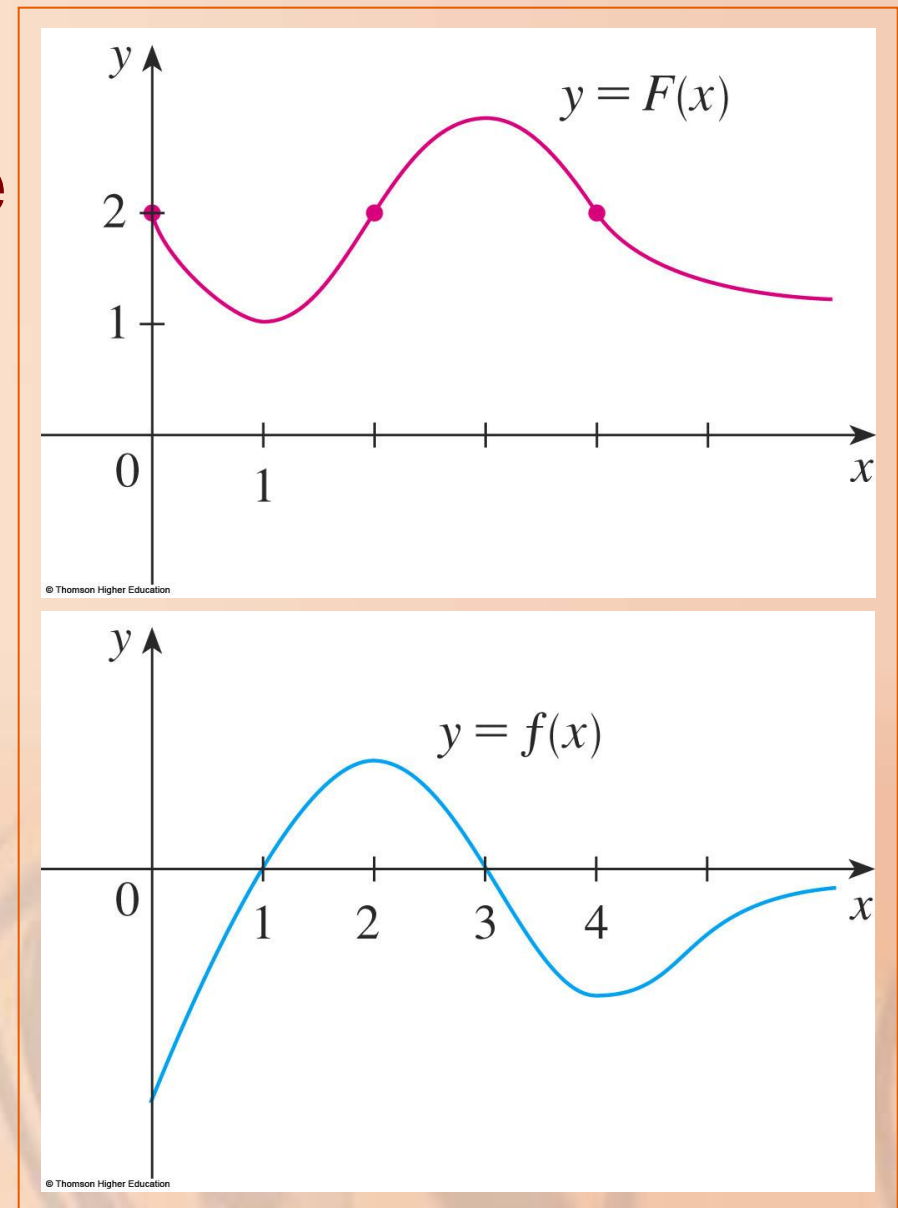 e
y
y = F(x)
2
1
0
1
x
© Thomson Higher Education
y
y = f(x)
0
1 2 3 4
x
© Thomson Higher Education